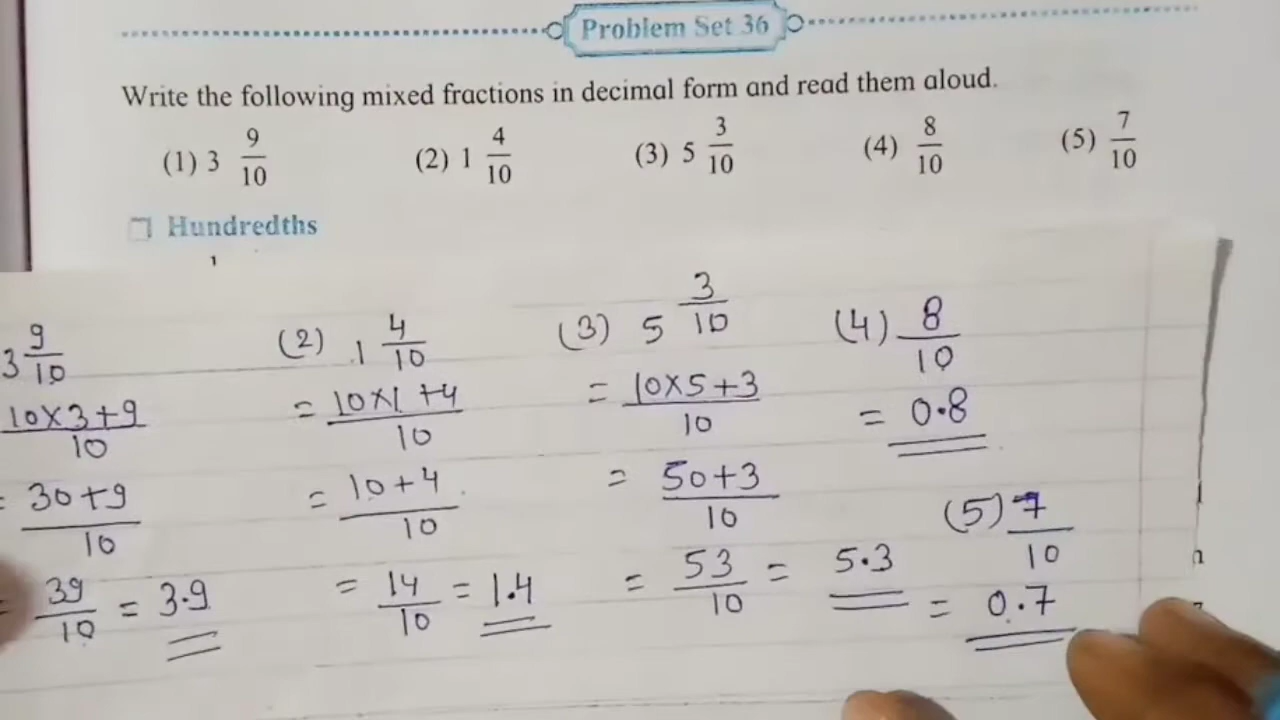 Problem Set 36
Write the following mixed fractions in decimal form and read them aloud.
(1) 3 9/10 (2) 1 4/10 (3) 5 3/10 (4) 8/10 (5) 7/10
Hundredths
3 9/10
10×3+9/10
= 30+9/10
= 39/10 = 3.9
(2) 1 4/10
= 10×1+4/10
= 10+4/10
= 14/10 = 1.4
(3) 5 3/10
= 10×5+3/10
= 50+3/10
= 53/10 = 5.3
(4) 8/10
= 0.8
(5) 7/10
= 0.7